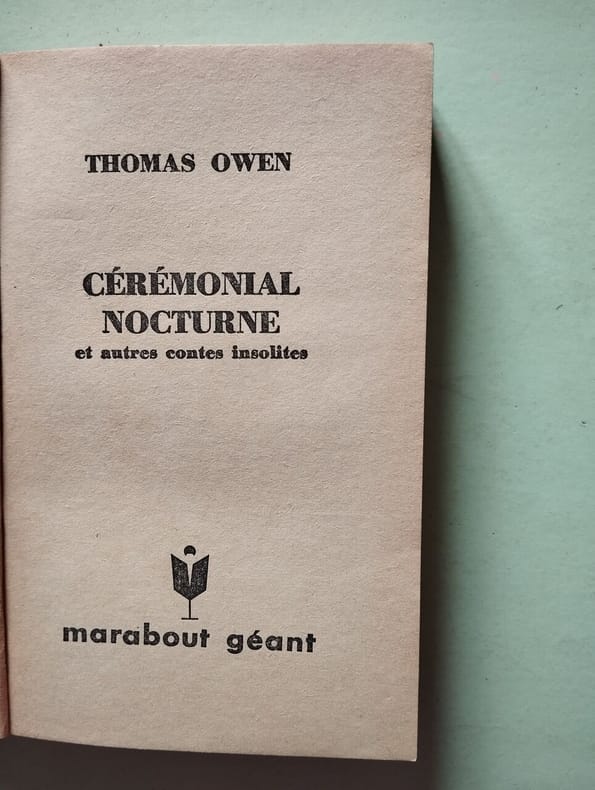 THOMAS OWEN
CÉRÉMONIAL
NOCTURNE
et autres contes insolites
marabout géant